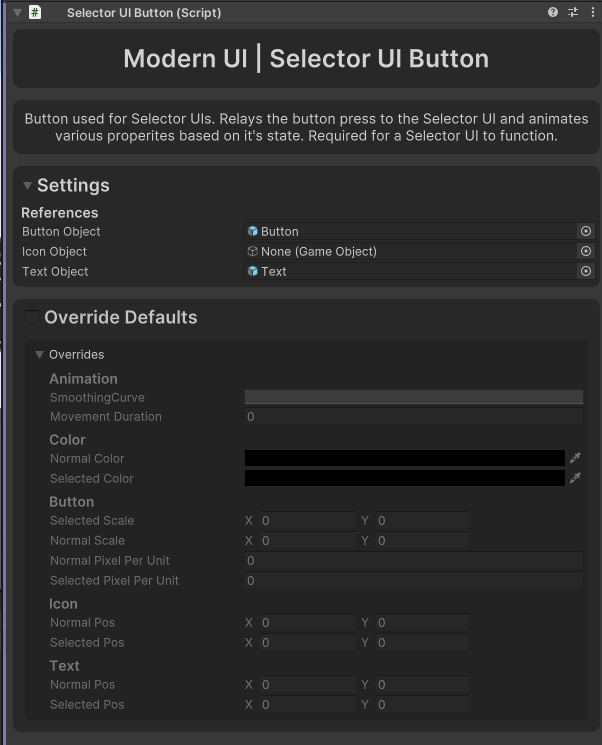 Selector UI Button (Script)
Modern UI | Selector UI Button
Button used for Selector UIs. Relays the button press to the Selector UI and animates
various properites based on it's state. Required for a Selector UI to function.
Settings
References
Button Object Button
Icon Object None (Game Object)
Text Object Text
Override Defaults
Overrides
Animation
SmoothingCurve
Movement Duration 0
Color
Normal Color
Selected Color
Button
Selected Scale X 0 Y 0
Normal Scale X 0 Y 0
Normal Pixel Per Unit 0
Selected Pixel Per Unit 0
Icon
Normal Pos X 0 Y 0
Selected Pos X 0 Y 0
Text
Normal Pos X 0 Y 0
Selected Pos X 0 Y 0